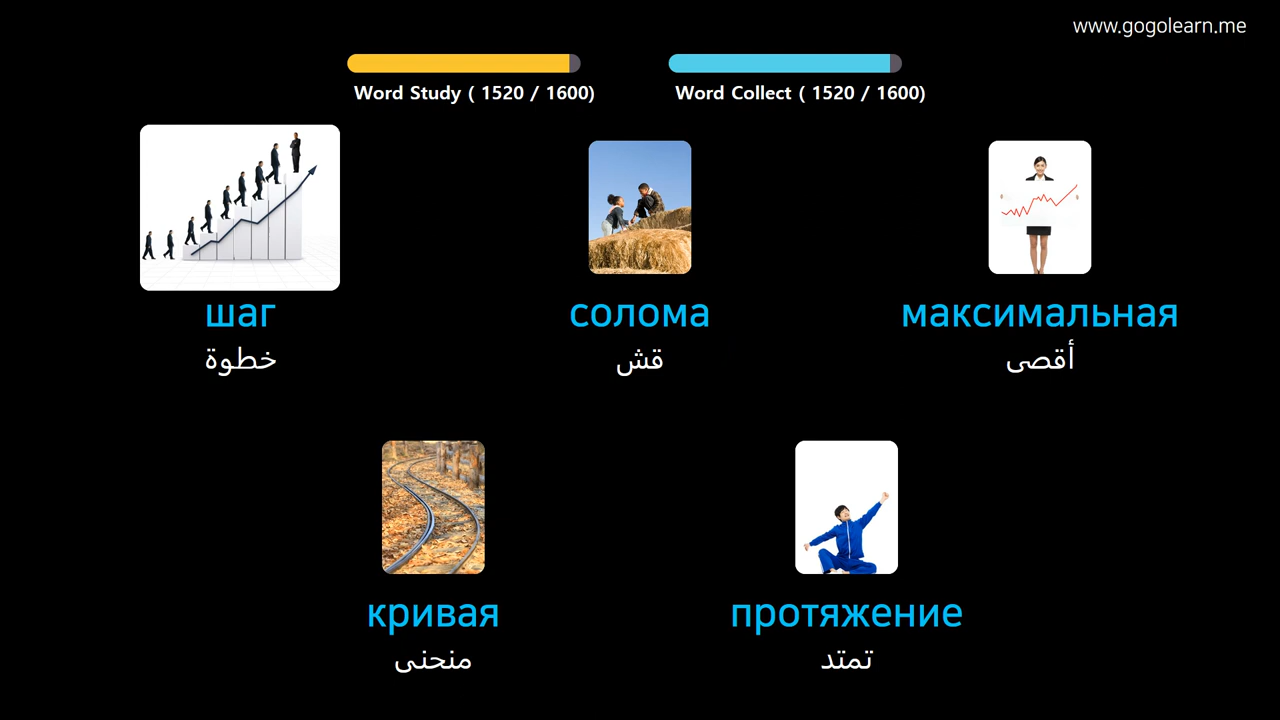 www.gogolearn.me
Word Study ( 1520 / 1600)
Word Collect ( 1520 / 1600)
шаг
خطوة
солома
قش
максимальная
أقصى
кривая
منحنى
протяжение
تمتد